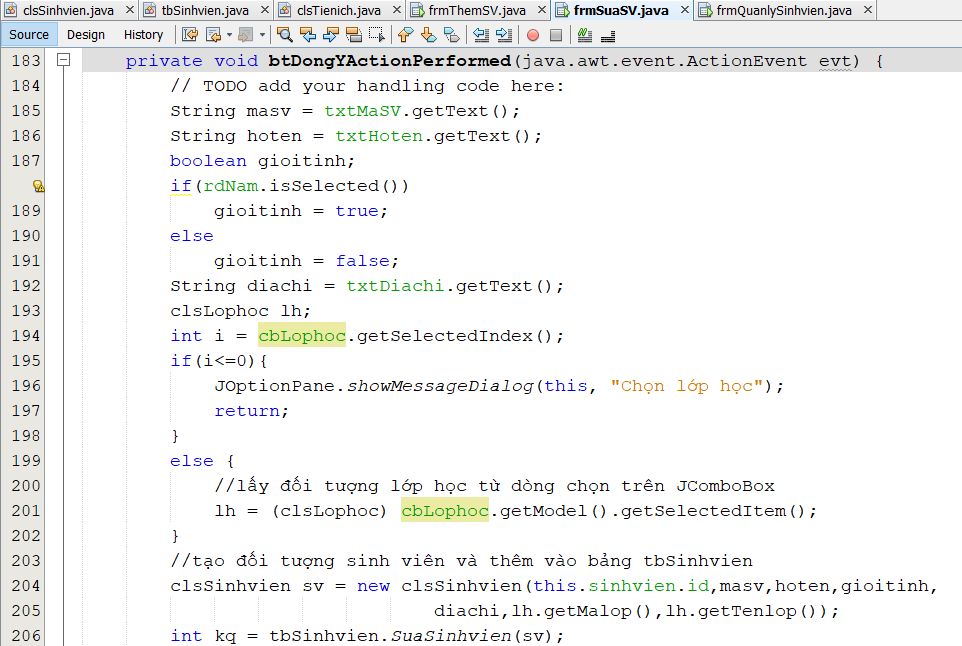 clsSinhvien.java tbSinhvien.java clsTienich.java frmThemSV.java frmSuaSV.java frmQuanlySinhvien.java
Source Design History
183 private void btDongYActionPerformed(java.awt.event.ActionEvent evt) {
184 // TODO add your handling code here:
185 String masv = txtMaSV.getText();
186 String hoten = txtHoten.getText();
187 boolean gioitinh;
if(rdNam.isSelected())
189 gioitinh = true;
190 else
191 gioitinh = false;
192 String diachi = txtDiachi.getText();
193 clsLophoc lh;
194 int i = cbLophoc.getSelectedIndex();
195 if(i<=0){
196 JOptionPane.showMessageDialog(this, "Chọn lớp học");
197 return;
198 }
199 else {
200 //lấy đối tượng lớp học từ dòng chọn trên JComboBox
201 lh = (clsLophoc) cbLophoc.getModel().getSelectedItem();
202 }
203 //tạo đối tượng sinh viên và thêm vào bảng tbSinhvien
204 clsSinhvien sv = new clsSinhvien(this.sinhvien.id,masv,hoten,gioitinh,
205 diachi,lh.getMalop(),lh.getTenlop());
206 int kq = tbSinhvien.SuaSinhvien(sv);